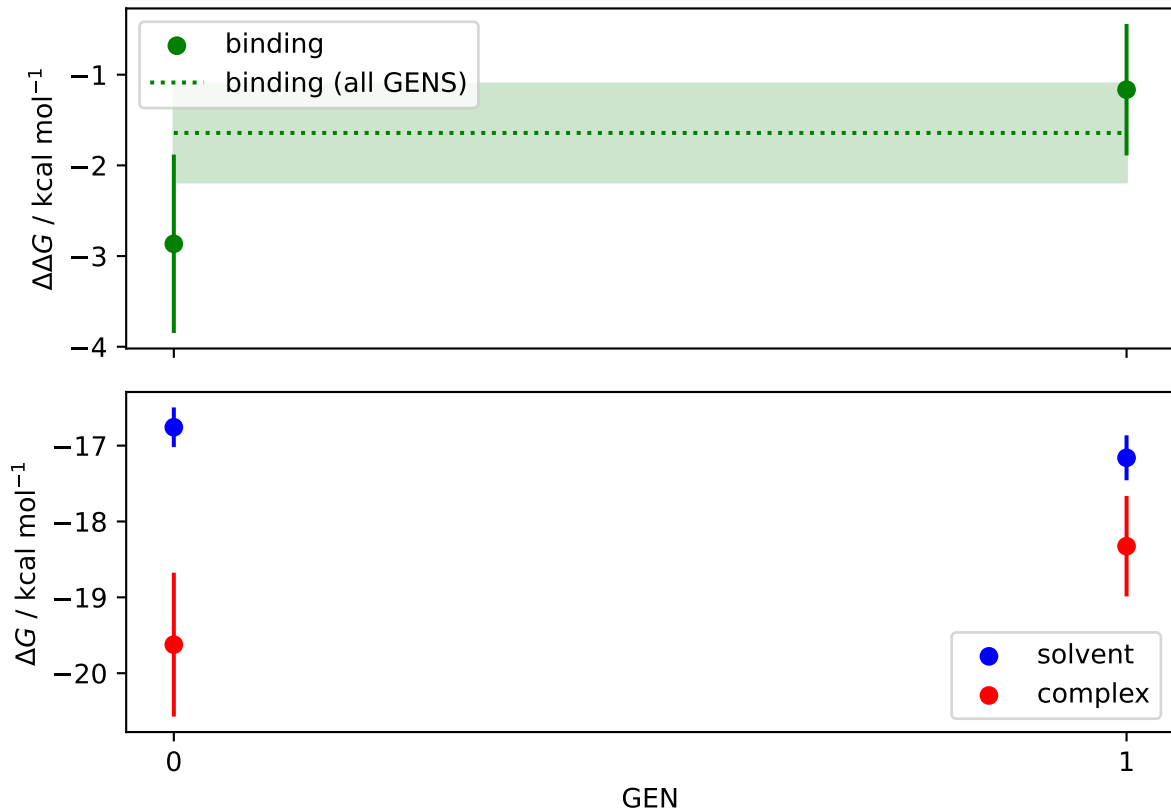 binding
binding (all GENS)
ΔΔG / kcal mol⁻¹
−1
−2
−3
−4
ΔG / kcal mol⁻¹
−17
−18
−19
−20
solvent
complex
0
1
GEN